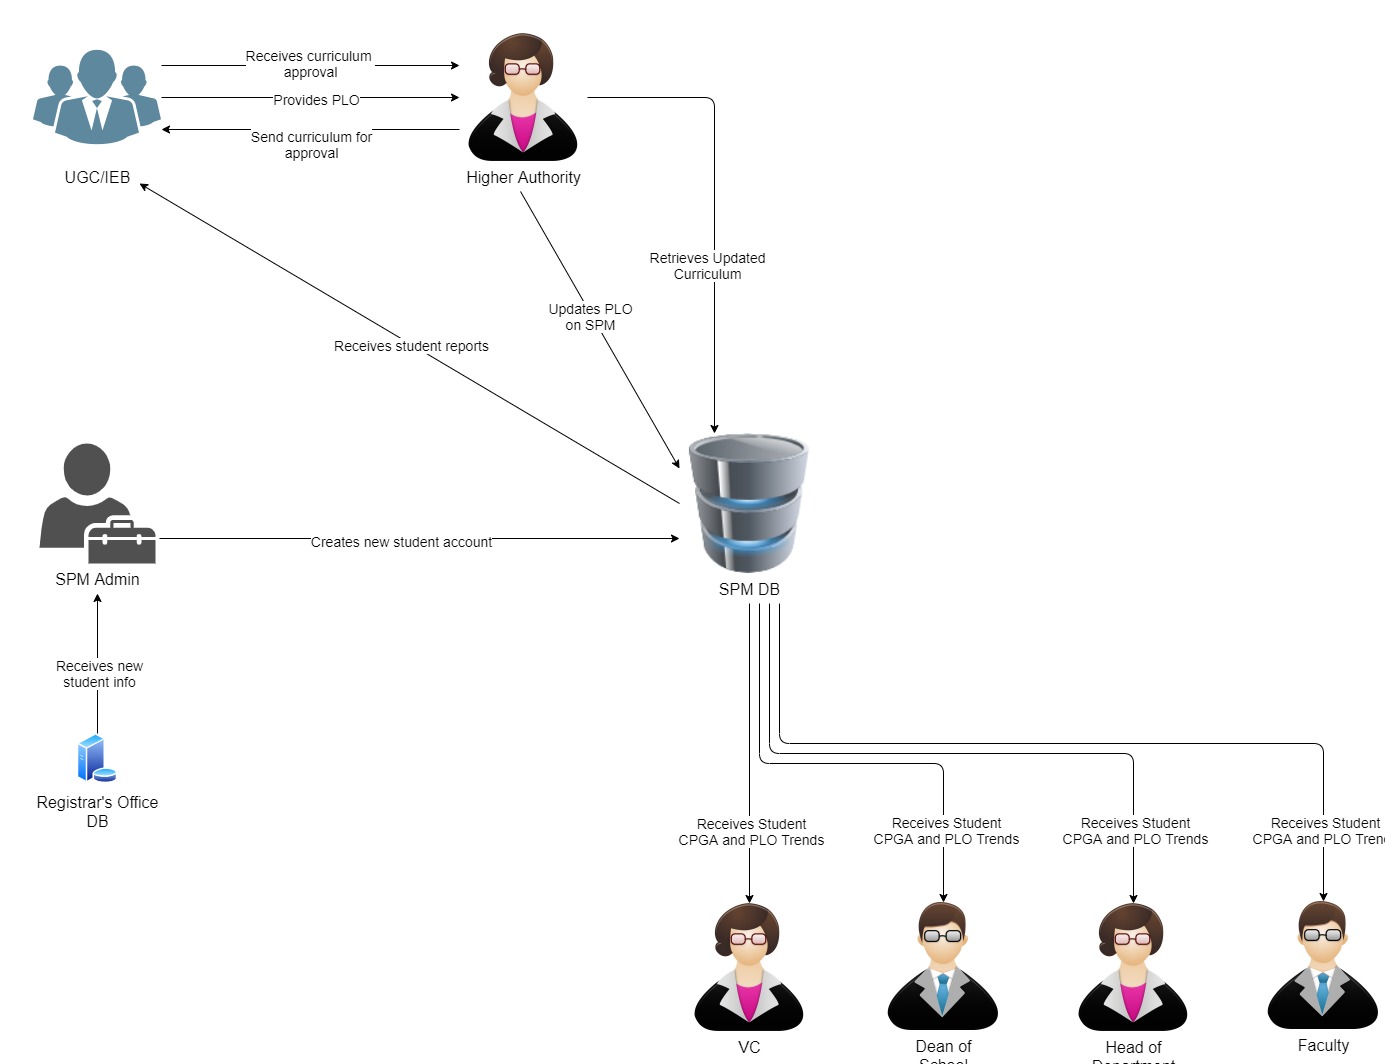 Receives curriculum
approval
Provides PLO
Send curriculum for
approval
UGC/IEB
Higher Authority
Retrieves Updated
Curriculum
Updates PLO
on SPM
Receives student reports
SPM Admin
Creates new student account
SPM DB
Receives new
student info
Registrar's Office
DB
Receives Student
CPGA and PLO Trends
Receives Student
CPGA and PLO Trends
Receives Student
CPGA and PLO Trends
Receives Student
CPGA and PLO Tren
VC
Dean of
School
Head of
Department
Faculty